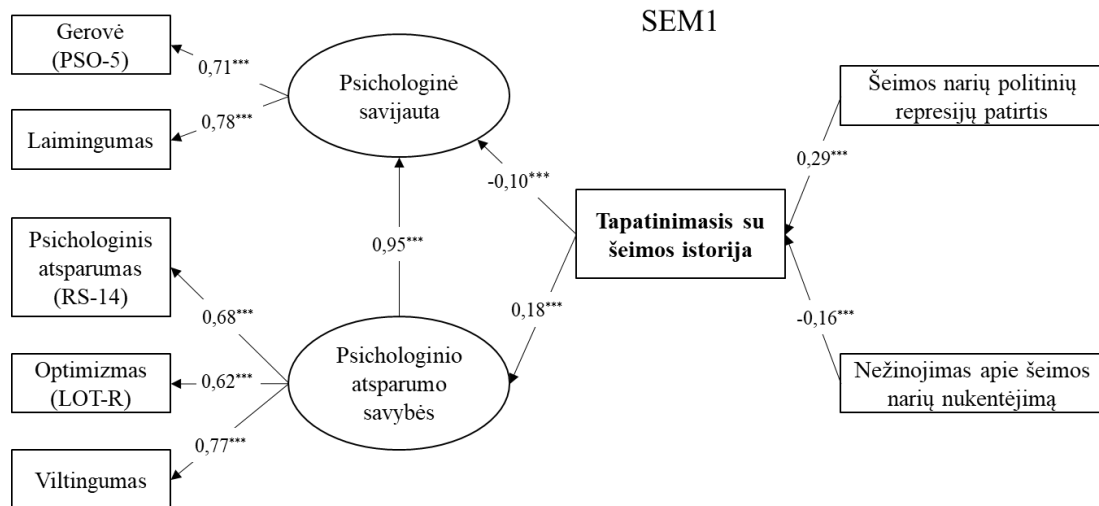 SEM1
Gerovė
(PSO-5)
0,71***
Laimingumas
0,78***
Psichologinė
savijauta
Šeimos narių politinių
represijų patirtis
0,29***
-0,10***
Tapatinimasis su
šeimos istorija
Psichologinis
atsparumas
(RS-14)
0,95***
0,68***
0,18***
-0,16***
Optimizmas
(LOT-R)
0,62***
Psichologinio
atsparumo
savybės
Nežinojimas apie šeimos
narių nukentėjimą
0,77***
Viltingumas